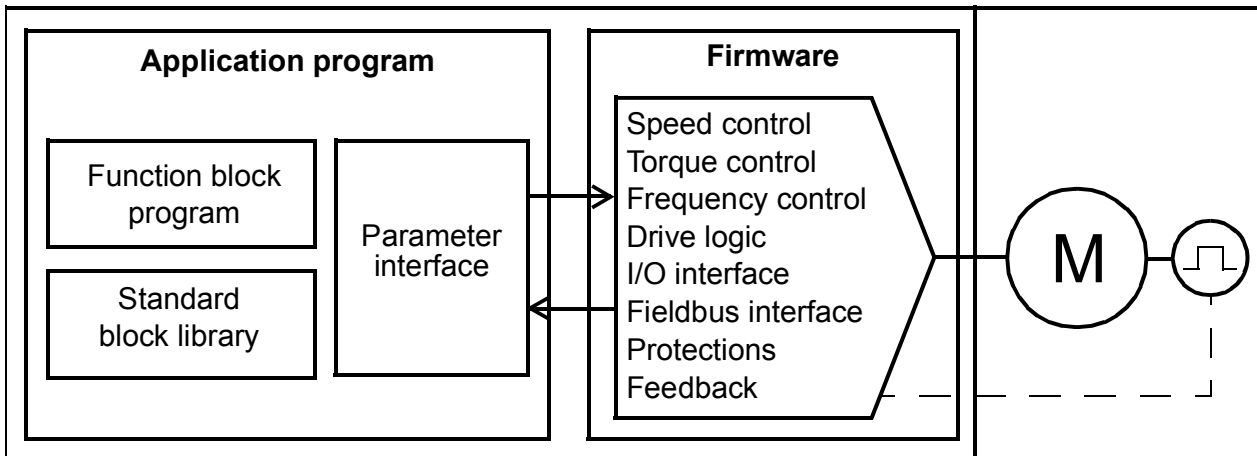 Application program
Function block
program
Standard
block library
Parameter
interface
Firmware
Speed control
Torque control
Frequency control
Drive logic
I/O interface
Fieldbus interface
Protections
Feedback
M